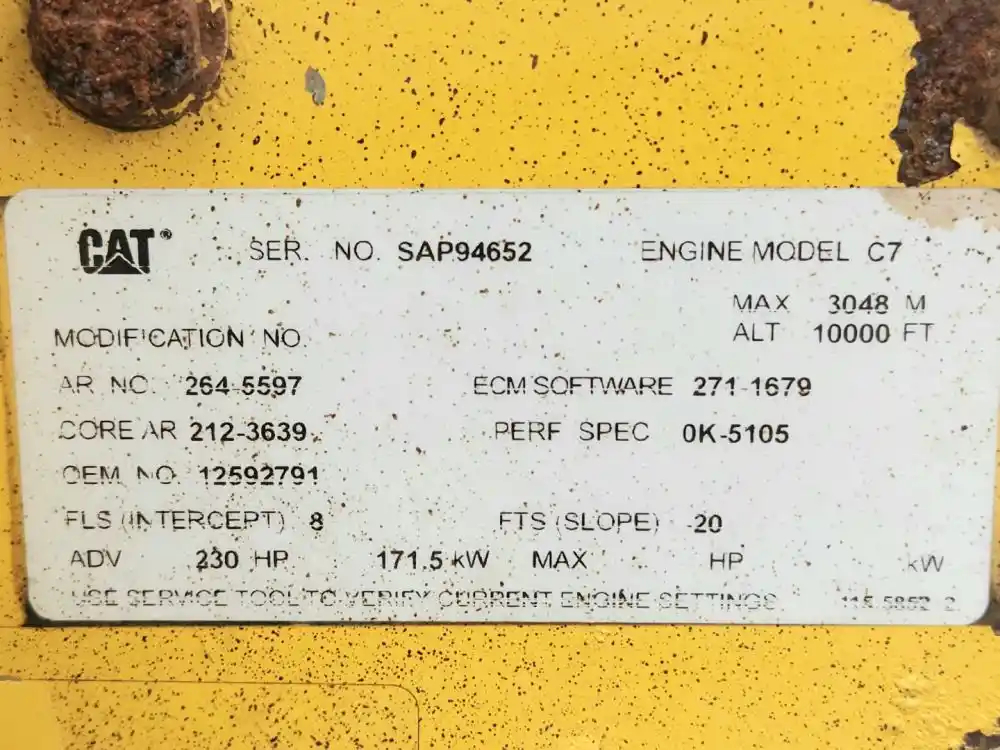 CAT® SER. NO. SAP94652 ENGINE MODEL C7
MAX 3048 M
MODIFICATION NO. ALT 10000 FT
AR NO. 264-5597 ECM SOFTWARE 271-1679
CORE AR 212-3639 PERF SPEC 0K-5105
OEM NO 12592791
FLS (INTERCEPT) 8 FTS (SLOPE) -20
ADV 230 HP 171.5 kW MAX HP kW
USE SERVICE TOOL TO VERIFY CURRENT ENGINE SETTINGS